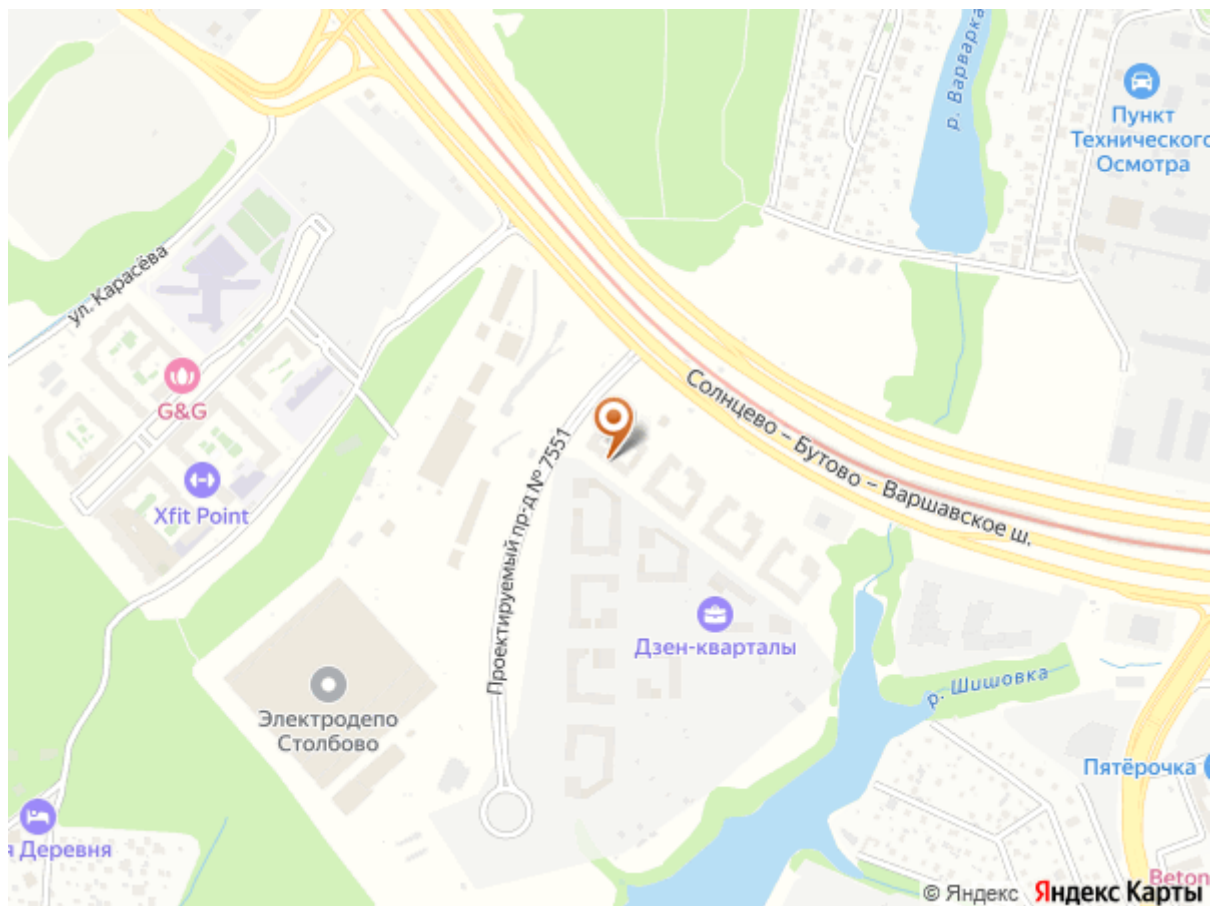 р. Варварка
Пункт
Технического
Осмотра
ул. Карасёва
G&G
Солнцево – Бутово – Варшавское ш.
Xfit Point
Проектируемый пр-д № 7551
Дзен-кварталы
р. Шишовка
Электродепо
Столбово
Пятёрочка
я Деревня
Beton
© Яндекс Яндекс Карты